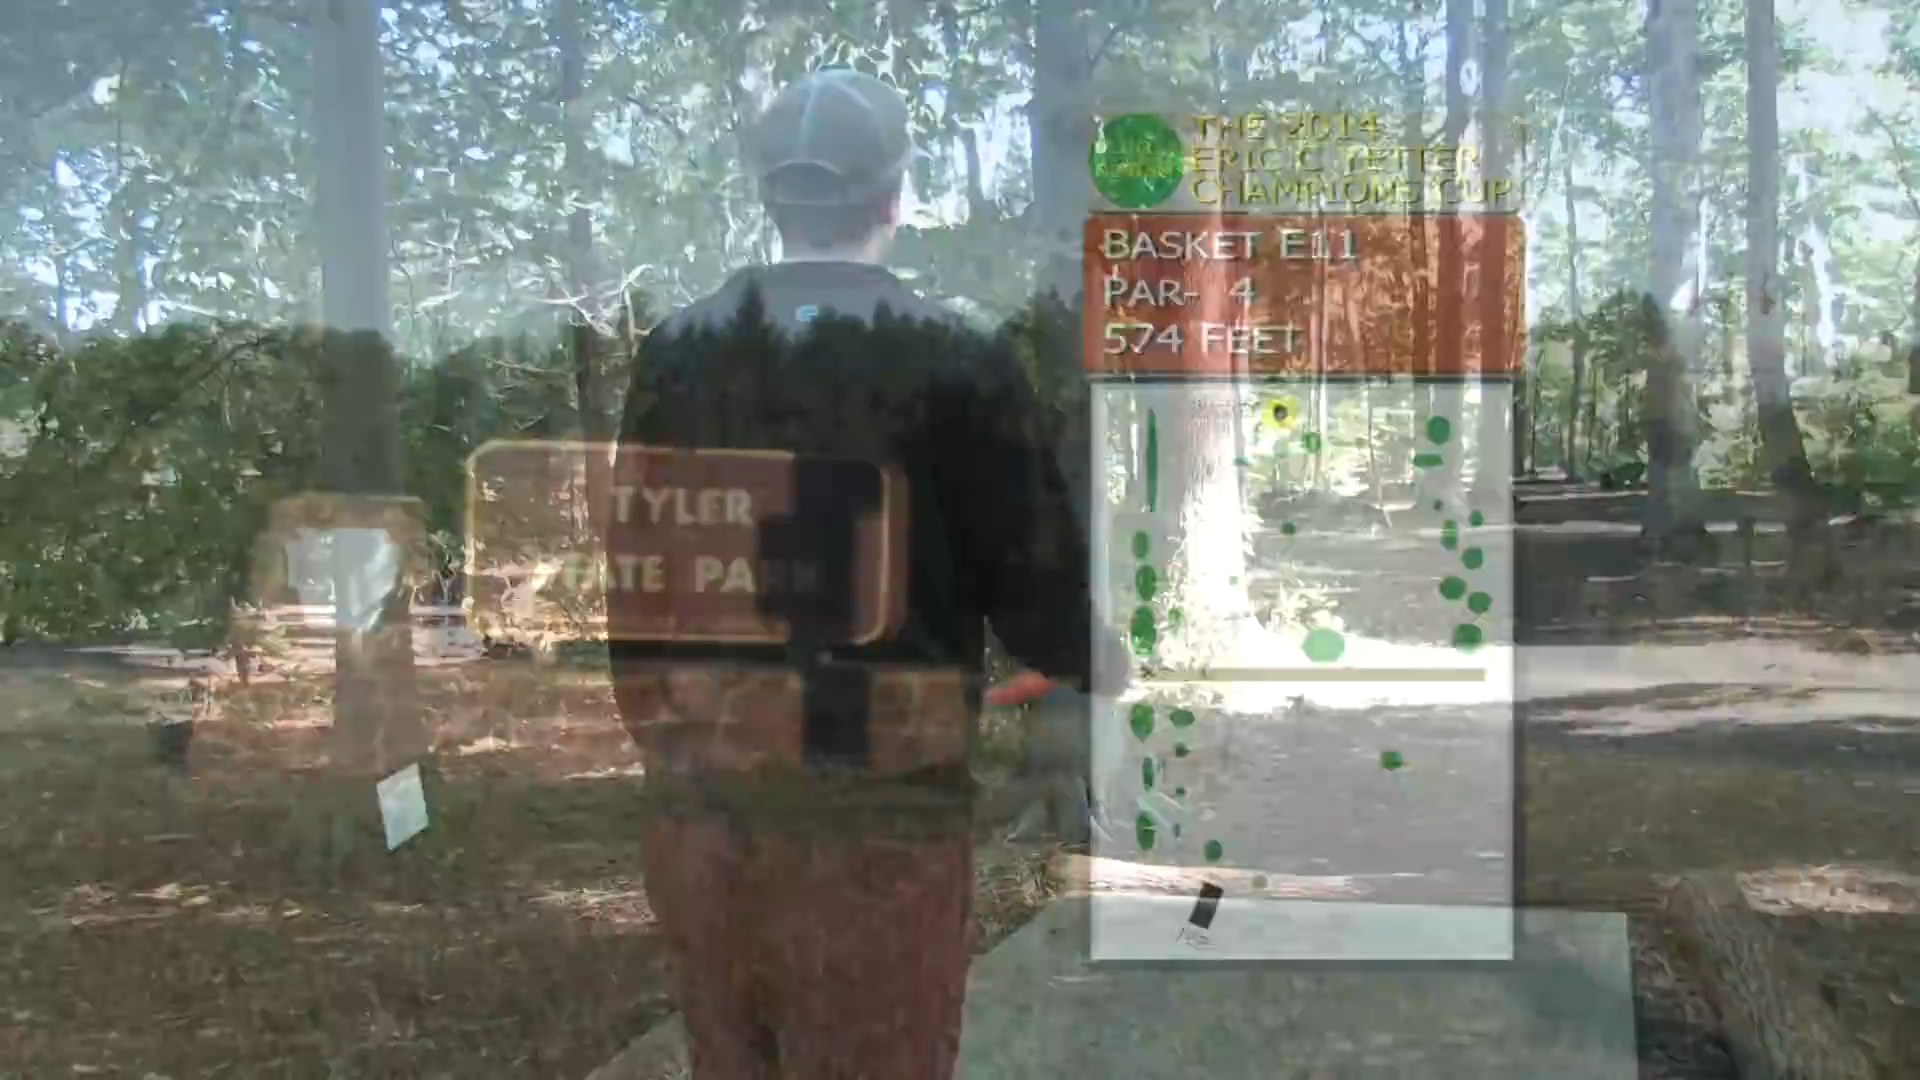 TYLER
STATE PARK
THE 2014
ERIC C. YETTER
CHAMPIONS CUP
BASKET E11
PAR- 4
574 FEET